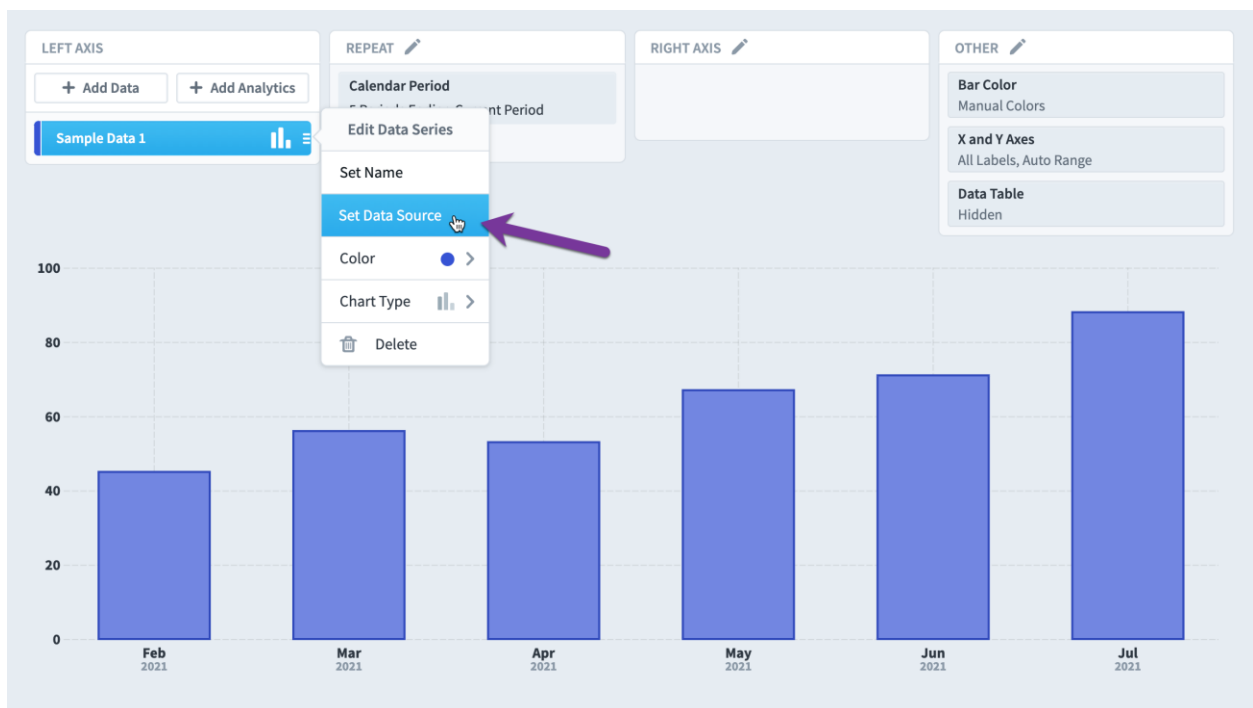 LEFT AXIS
+ Add Data
+ Add Analytics
Sample Data 1
REPEAT
Calendar Period
nt Period
RIGHT AXIS
OTHER
Bar Color
Manual Colors
X and Y Axes
All Labels, Auto Range
Data Table
Hidden
Edit Data Series
Set Name
Set Data Source
Color
Chart Type
Delete
100
80
60
40
20
0
Feb
2021
Mar
2021
Apr
2021
May
2021
Jun
2021
Jul
2021